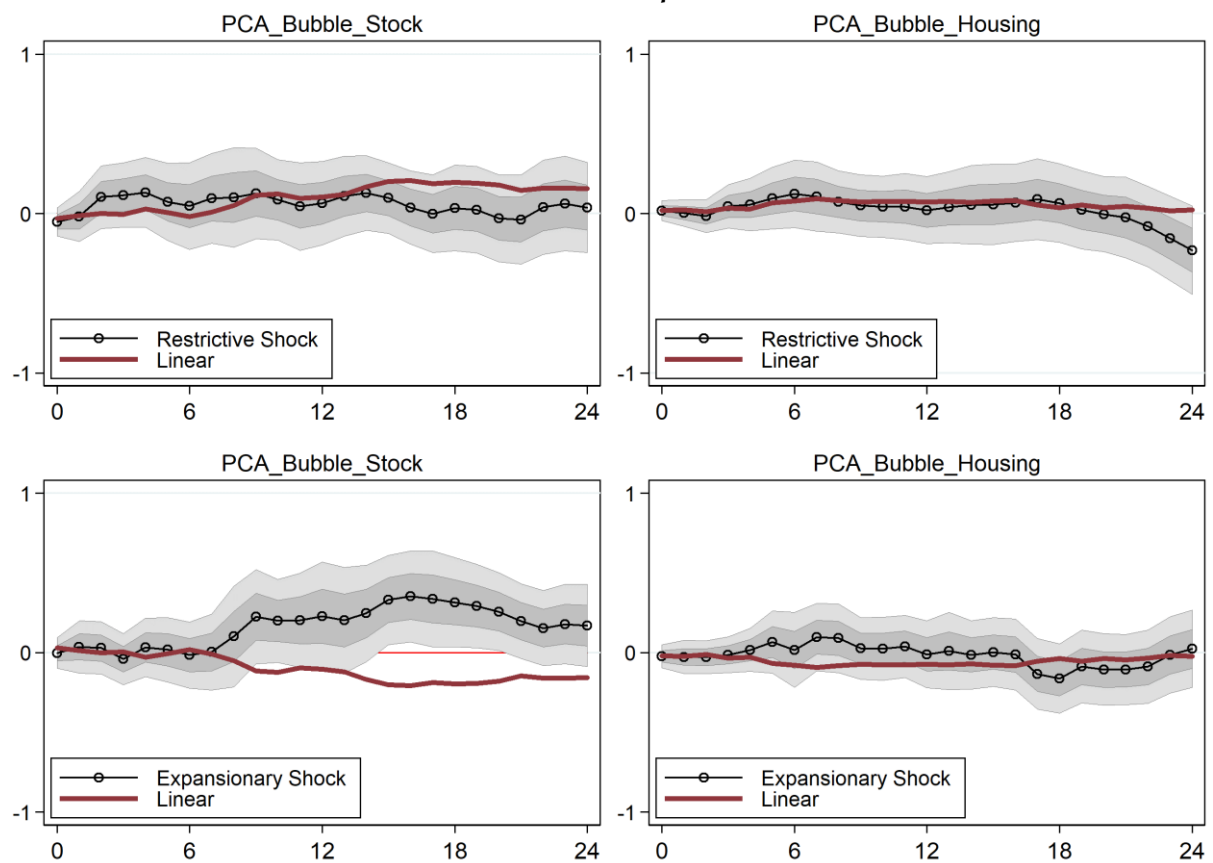 PCA_Bubble_Stock
1
0
-1
Restrictive Shock
Linear
0 6 12 18 24
PCA_Bubble_Housing
1
0
-1
Restrictive Shock
Linear
0 6 12 18 24
PCA_Bubble_Stock
1
0
-1
Expansionary Shock
Linear
0 6 12 18 24
PCA_Bubble_Housing
1
0
-1
Expansionary Shock
Linear
0 6 12 18 24